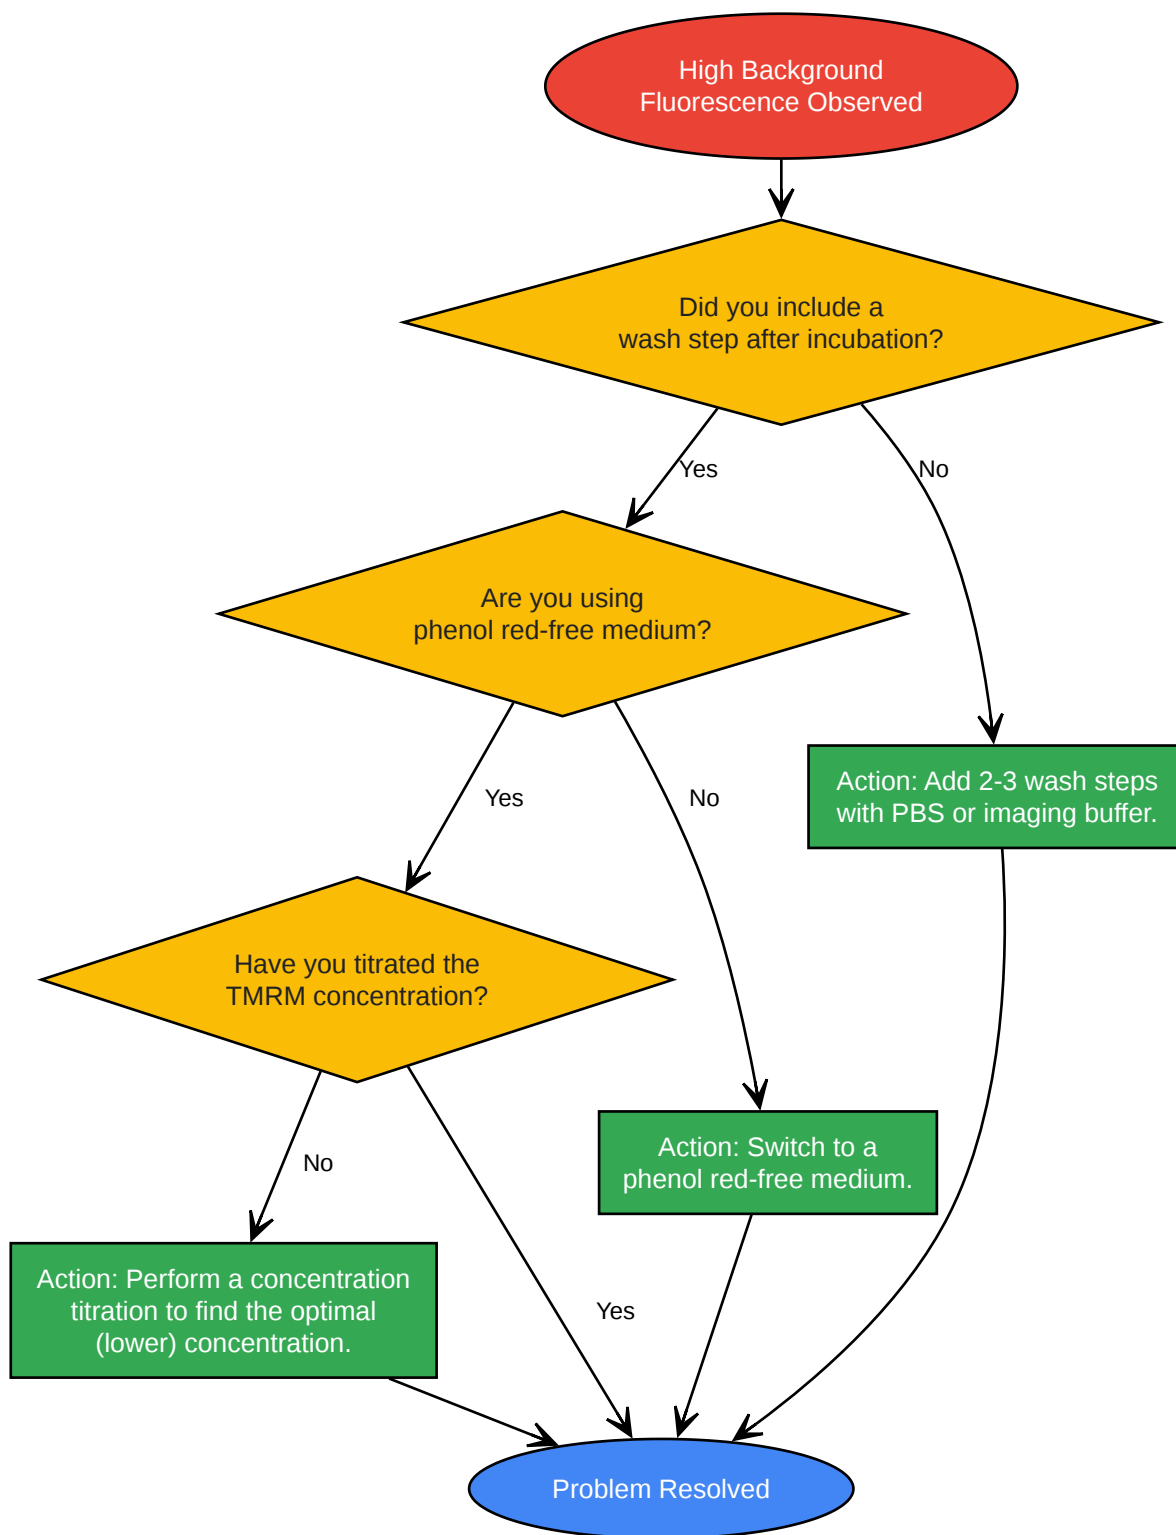 High Background
Fluorescence Observed
Did you include a
wash step after incubation?
Yes
No
Are you using
phenol red-free medium?
Action: Add 2-3 wash steps
with PBS or imaging buffer.
Yes
No
Have you titrated the
TMRM concentration?
Action: Switch to a
phenol red-free medium.
No
Action: Perform a concentration
titration to find the optimal
(lower) concentration.
Yes
Problem Resolved